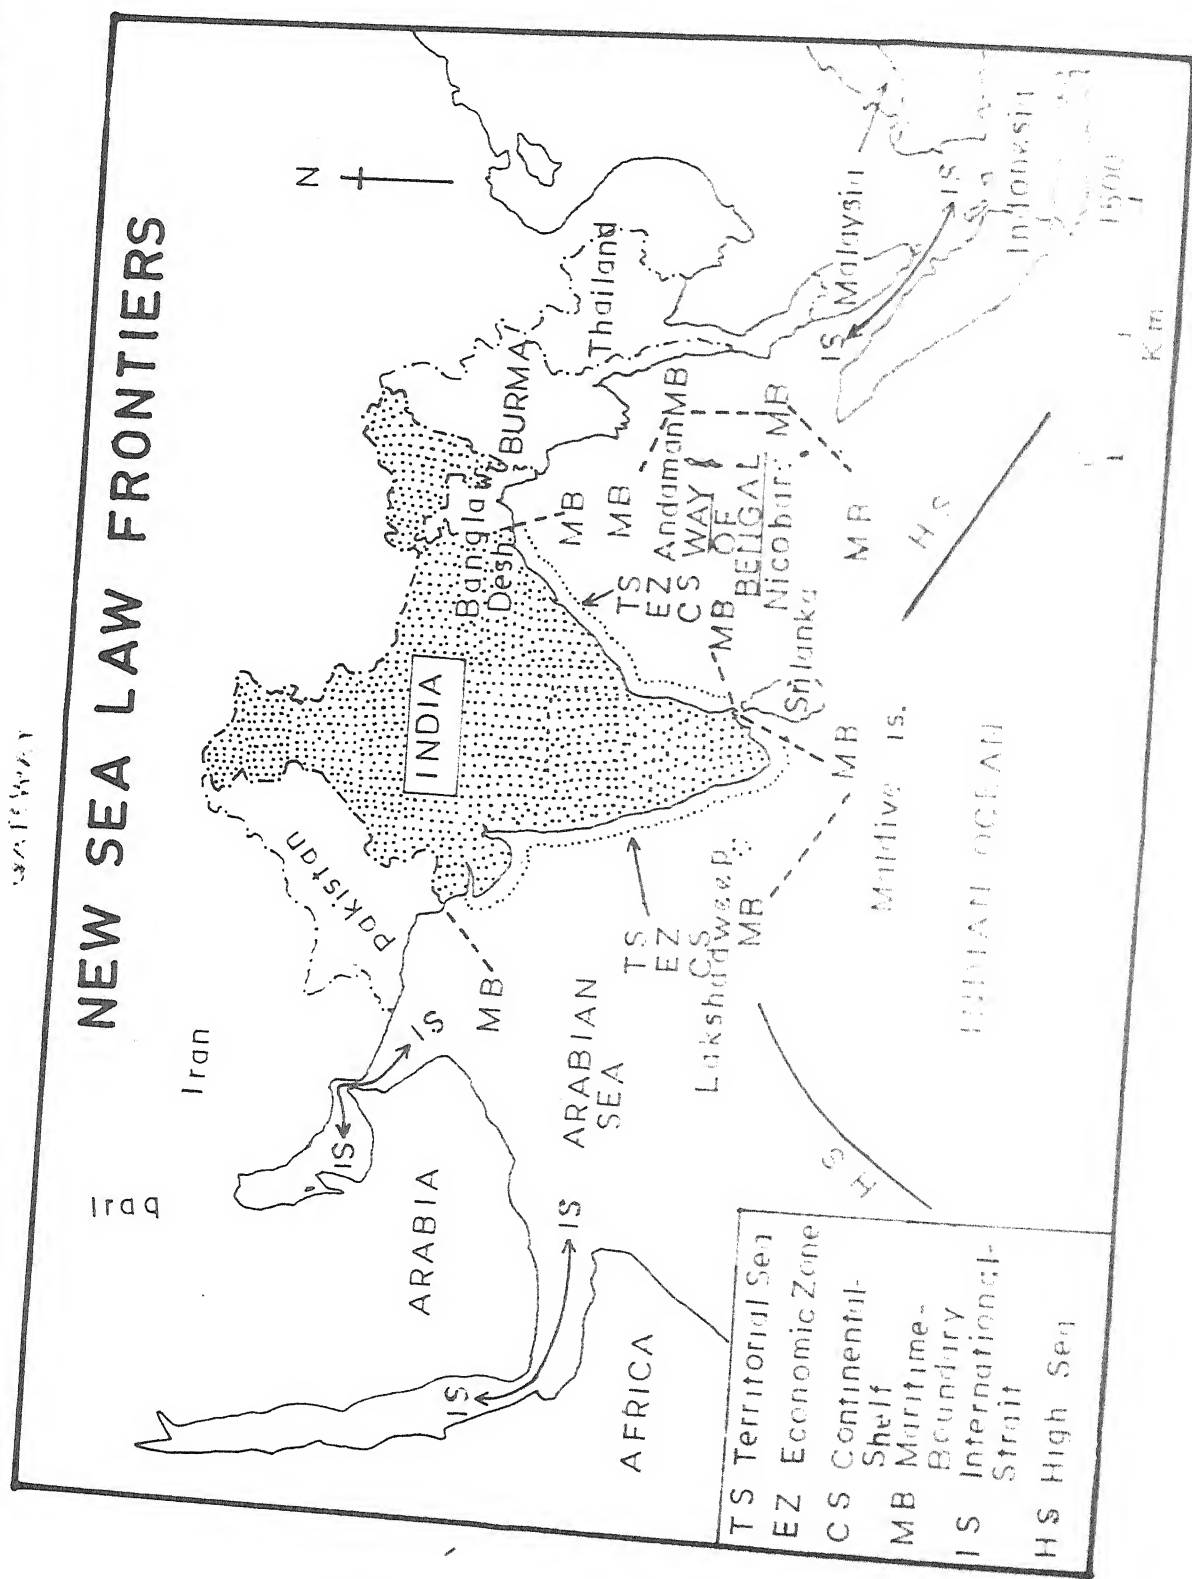 NEW SEA LAW FRONTIERS
N
Iraq
Iran
Pakistan
INDIA
Bangla
Desh
BURMA
Thailand
Malaysia
Indonesia
ARABIA
AFRICA
IS
IS
IS
IS
IS
IS
MB
ARABIAN
SEA
TS
EZ
CS
Lakshadweep
MB
MB
MB
MB
MB
TS
EZ Andaman MB
CS WAY
OF
BELIGAL
Nicobar
MB
MB
Sri lanka
Maldive is.
INDIAN OCEAN
HS
HS
1500
Km
TS Territorial Sea
EZ Economic Zone
CS Continental-
Shelf
MB Maritime-
Boundary
IS International-
Strait
HS High Sea